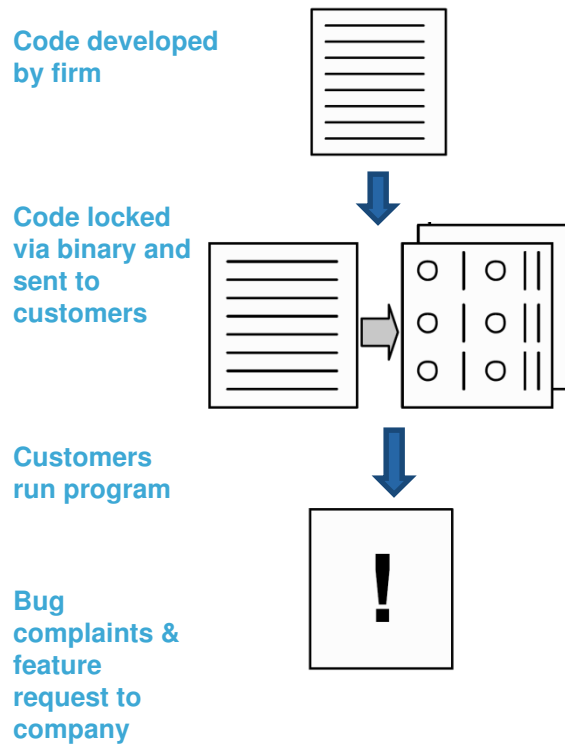 Code developed
by firm
Code locked
via binary and
sent to
customers
Customers
run program
!
Bug
complaints &
feature
request to
company